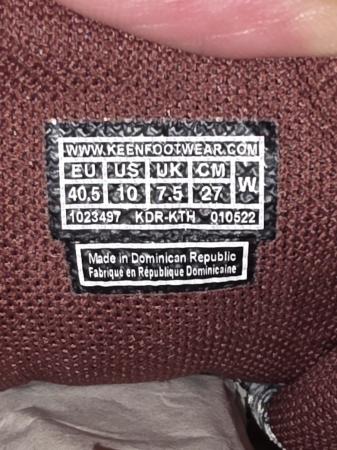 WWW.KEENFOOTWEAR.COM
EU US UK CM W
40,5 10 7.5 27
1023497 KDR-KTH 010522
Made in Dominican Republic
Fabriqué en République Dominicaine